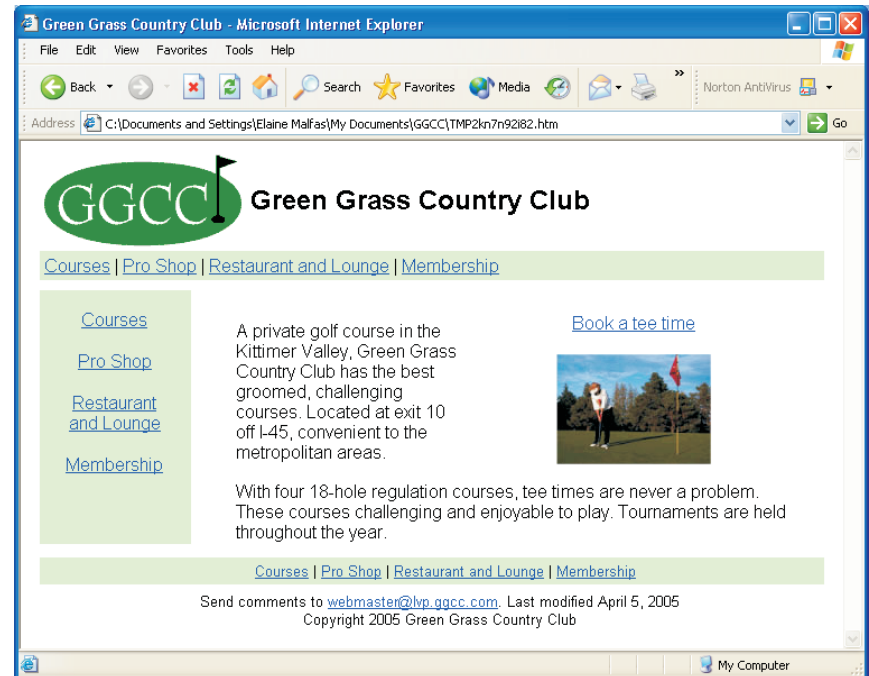 Green Grass Country Club - Microsoft Internet Explorer
File Edit View Favorites Tools Help
Back Search Favorites Media » Norton AntiVirus
Address C:\Documents and Settings\Elaine Malfas\My Documents\GGCC\TMP2kn7n92i82.htm Go
GGCC Green Grass Country Club
Courses | Pro Shop | Restaurant and Lounge | Membership
Courses
Pro Shop
Restaurant
and Lounge
Membership
A private golf course in the
Kittimer Valley, Green Grass
Country Club has the best
groomed, challenging
courses. Located at exit 10
off I-45, convenient to the
metropolitan areas.
Book a tee time
With four 18-hole regulation courses, tee times are never a problem.
These courses challenging and enjoyable to play. Tournaments are held
throughout the year.
Courses | Pro Shop | Restaurant and Lounge | Membership
Send comments to webmaster@lvp.ggcc.com. Last modified April 5, 2005
Copyright 2005 Green Grass Country Club
My Computer